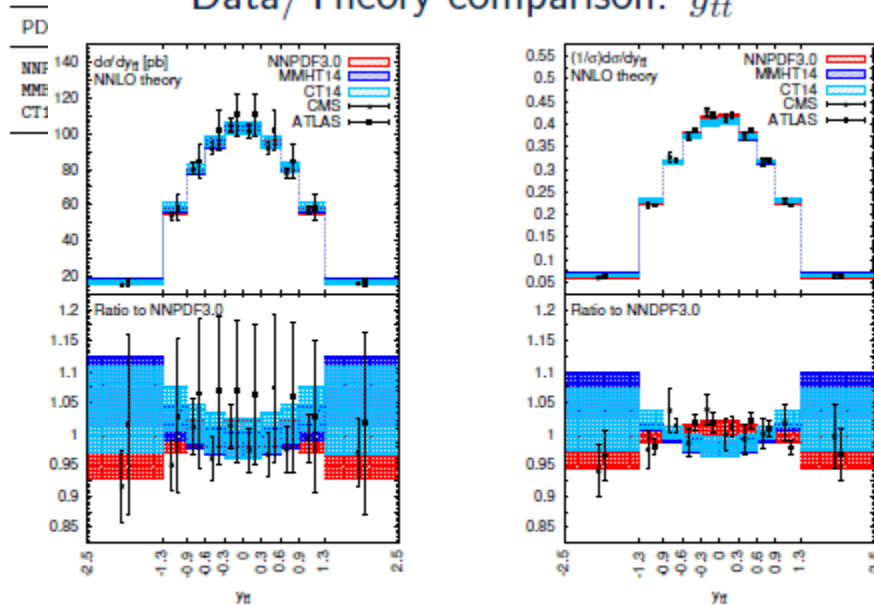 Data/Theory comparison: y_tt̄
PD
NNP
MMH
CT1
dσ/dy_tt̄ [pb]
NNLO theory
NNPDF3.0
MMHT14
CT14
CMS
ATLAS
140
120
100
80
60
40
20
Ratio to NNPDF3.0
1.2
1.15
1.1
1.05
1
0.95
0.9
0.85
-2.5 -1.3 -0.9 -0.6 -0.3 0 0.3 0.6 0.9 1.3 2.5
y_tt̄
(1/σ)dσ/dy_tt̄
NNLO theory
NNPDF3.0
MMHT14
CT14
CMS
ATLAS
0.55
0.5
0.45
0.4
0.35
0.3
0.25
0.2
0.15
0.1
0.05
Ratio to NNDPF3.0
1.2
1.15
1.1
1.05
1
0.95
0.9
0.85
-2.5 -1.3 -0.9 -0.6 -0.3 0 0.3 0.6 0.9 1.3 2.5
y_tt̄